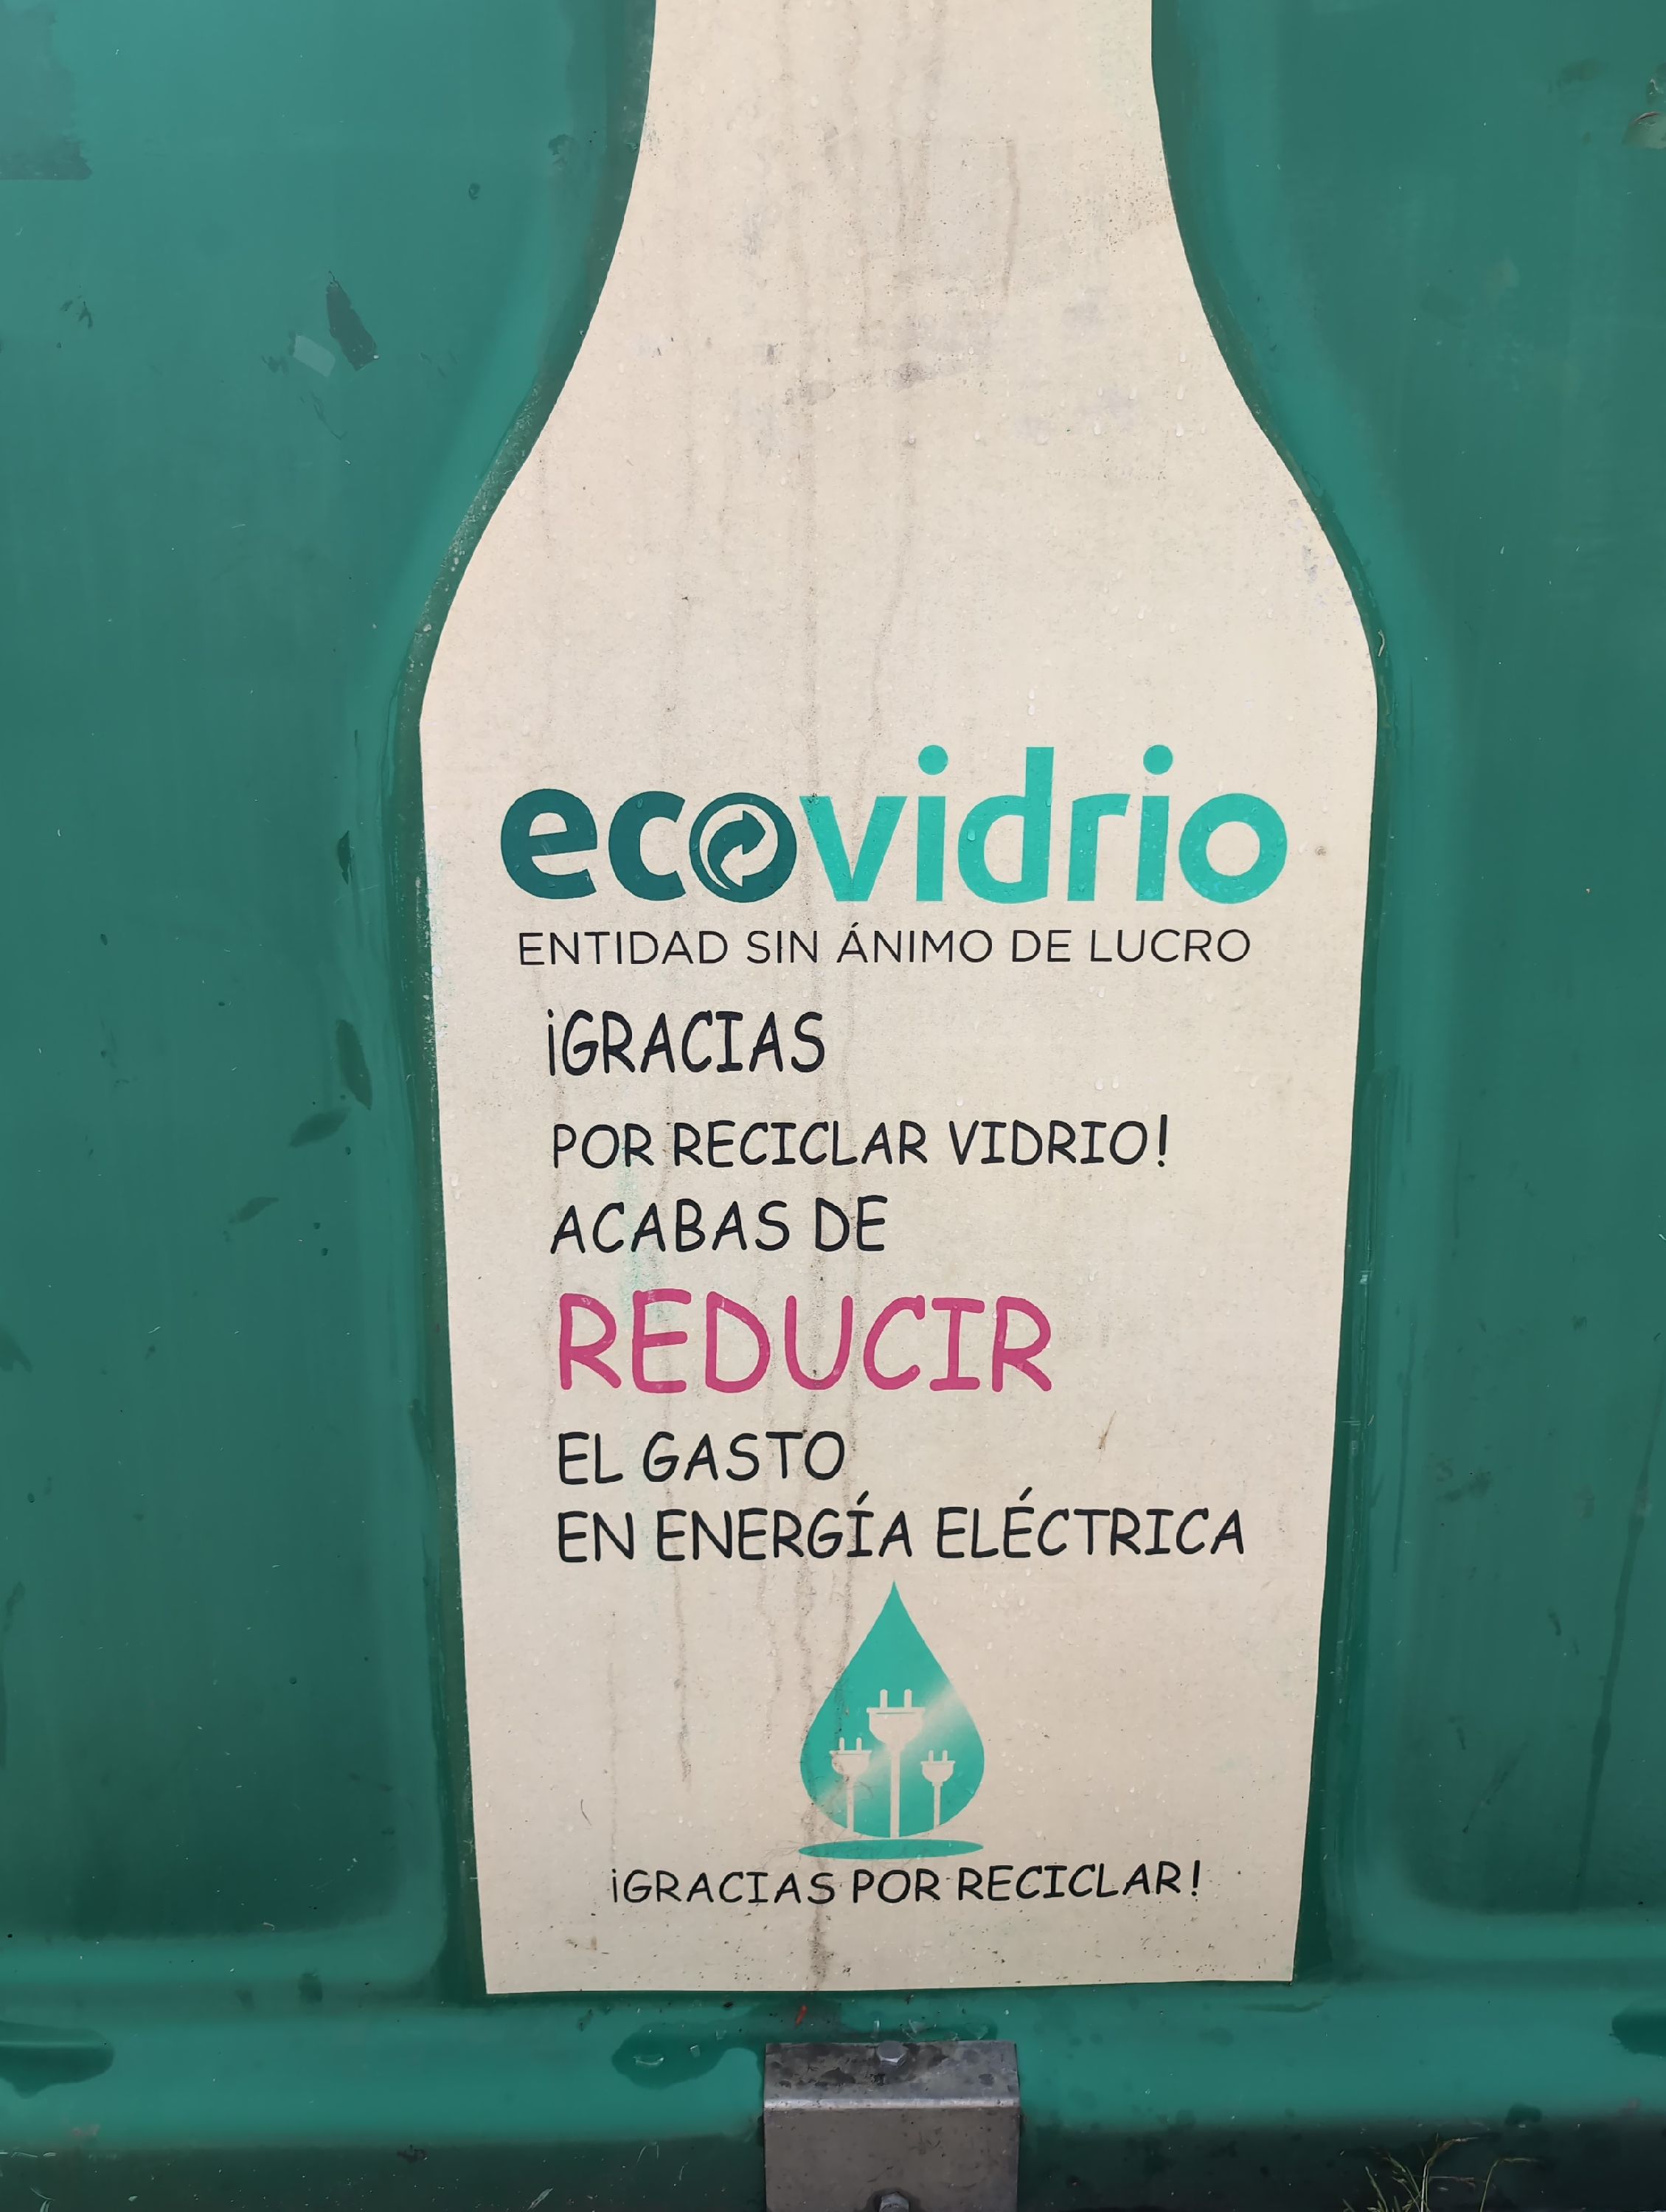 ecovidrio
ENTIDAD SIN ÁNIMO DE LUCRO
¡GRACIAS
POR RECICLAR VIDRIO!
ACABAS DE
REDUCIR
EL GASTO
EN ENERGÍA ELÉCTRICA
¡GRACIAS POR RECICLAR!